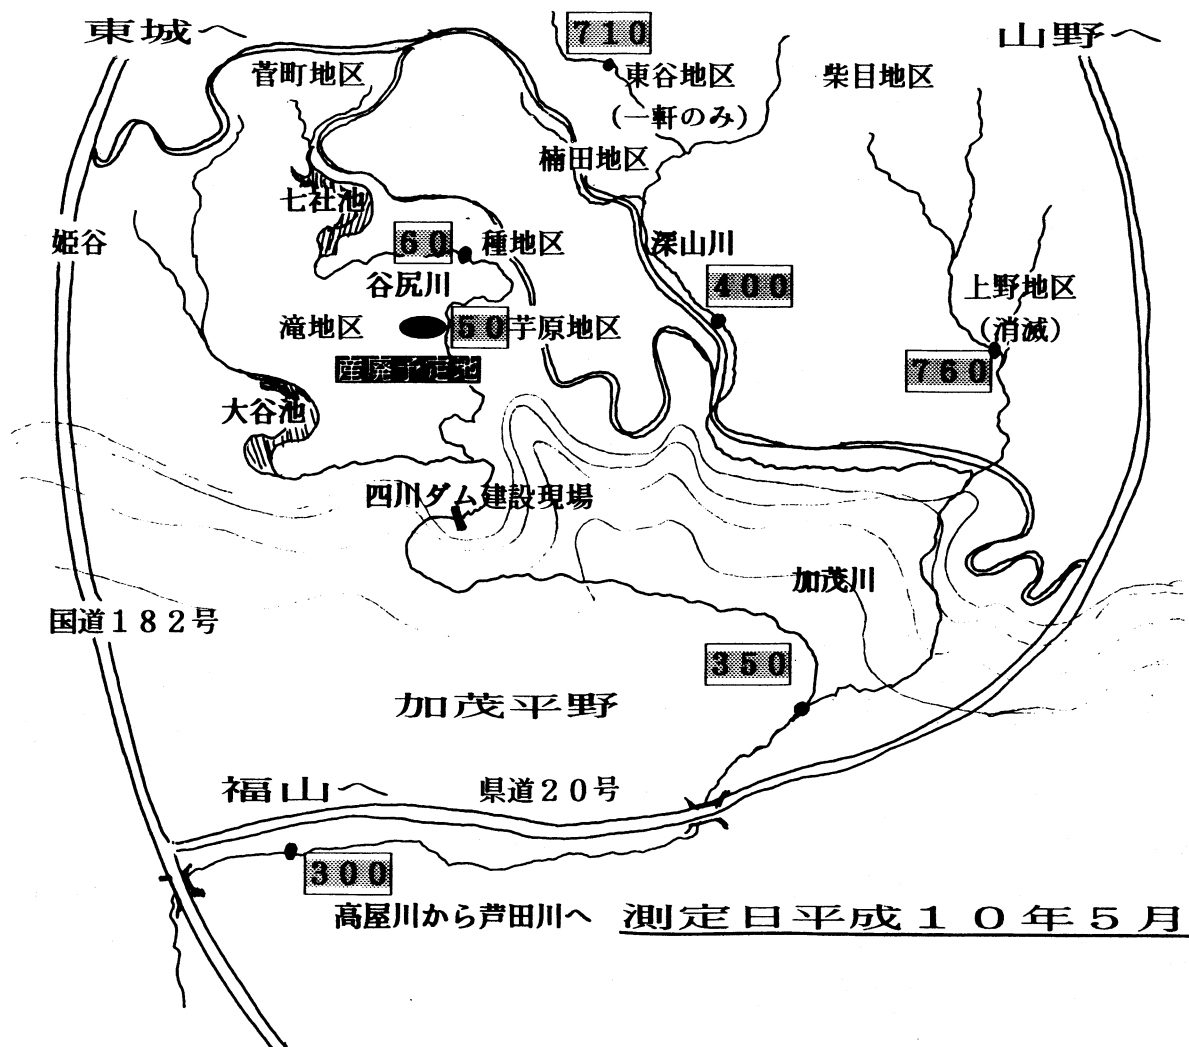 東城へ
710
山野へ
菅町地区
東谷地区
(一軒のみ)
柴目地区
楠田地区
七社池
姫谷
60
種地区
深山川
谷尻川
400
上野地区
(消滅)
滝地区
50
芋原地区
産廃予定地
760
大谷池
四川ダム建設現場
加茂川
国道182号
350
加茂平野
福山へ
県道20号
300
高屋川から芦田川へ
測定日平成10年5月